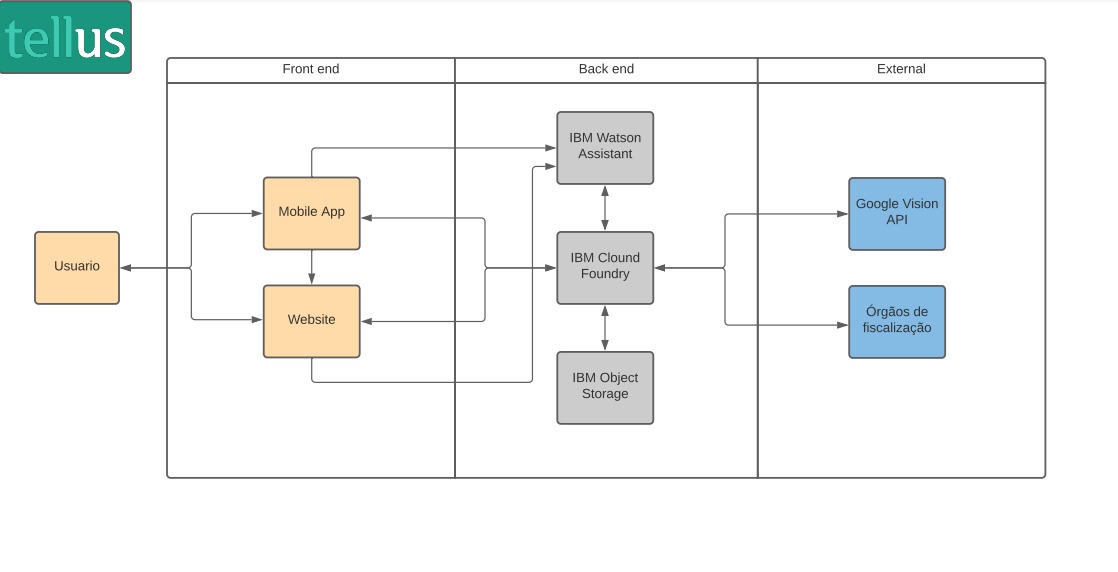 tellus
Front end
Back end
External
IBM Watson
Assistant
Mobile App
Google Vision
API
Usuario
IBM Clound
Foundry
Website
Órgãos de
fiscalização
IBM Object
Storage